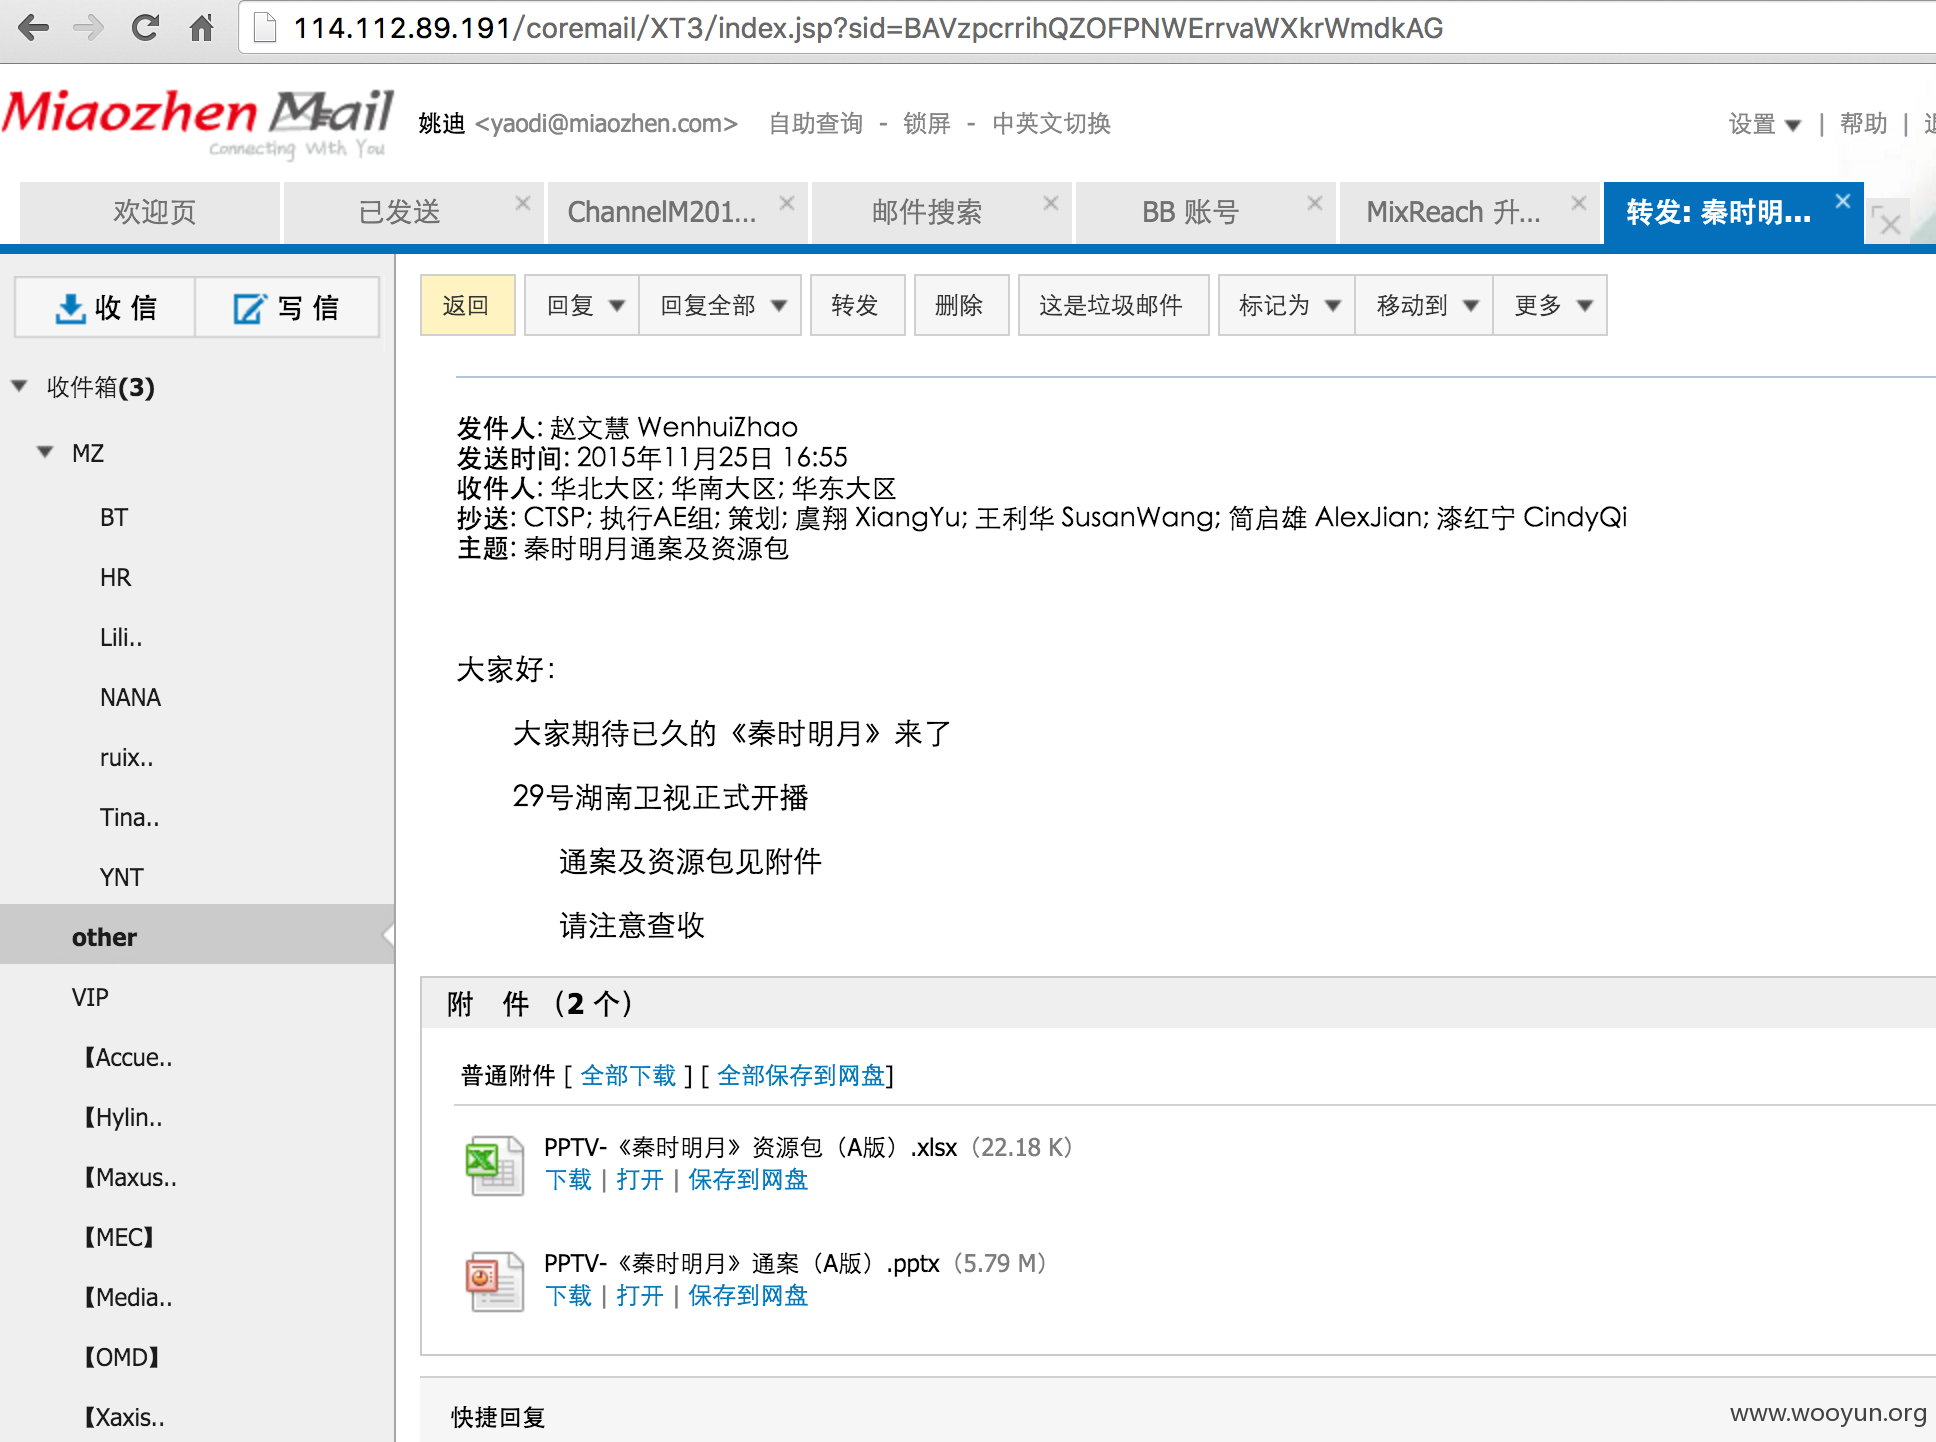 114.112.89.191/coremail/XT3/index.jsp?sid=BAVzpcrrihQZOFPNWErrvaWXkrWmdkAG
Miaozhen Mail
Connecting With You
姚迪 <yaodi@miaozhen.com> 自助查询 - 锁屏 - 中英文切换
设置 | 帮助 |
欢迎页 已发送 ChannelM201... 邮件搜索 BB 账号 MixReach 升... 转发: 秦时明...
收 信 写 信
返回 回复 回复全部 转发 删除 这是垃圾邮件 标记为 移动到 更多
收件箱(3)
MZ
BT
HR
Lili..
NANA
ruix..
Tina..
YNT
other
VIP
【Accue..
【Hylin..
【Maxus..
【MEC】
【Media..
【OMD】
【Xaxis..
发件人: 赵文慧 WenhuiZhao
发送时间: 2015年11月25日 16:55
收件人: 华北大区; 华南大区; 华东大区
抄送: CTSP; 执行AE组; 策划; 虞翔 XiangYu; 王利华 SusanWang; 简启雄 AlexJian; 漆红宁 CindyQi
主题: 秦时明月通案及资源包
大家好：
大家期待已久的《秦时明月》来了
29号湖南卫视正式开播
通案及资源包见附件
请注意查收
附 件 （2 个）
普通附件 [ 全部下载 ] [ 全部保存到网盘]
PPTV-《秦时明月》资源包（A版）.xlsx（22.18 K）
下载 | 打开 | 保存到网盘
PPTV-《秦时明月》通案（A版）.pptx（5.79 M）
下载 | 打开 | 保存到网盘
快捷回复
www.wooyun.org